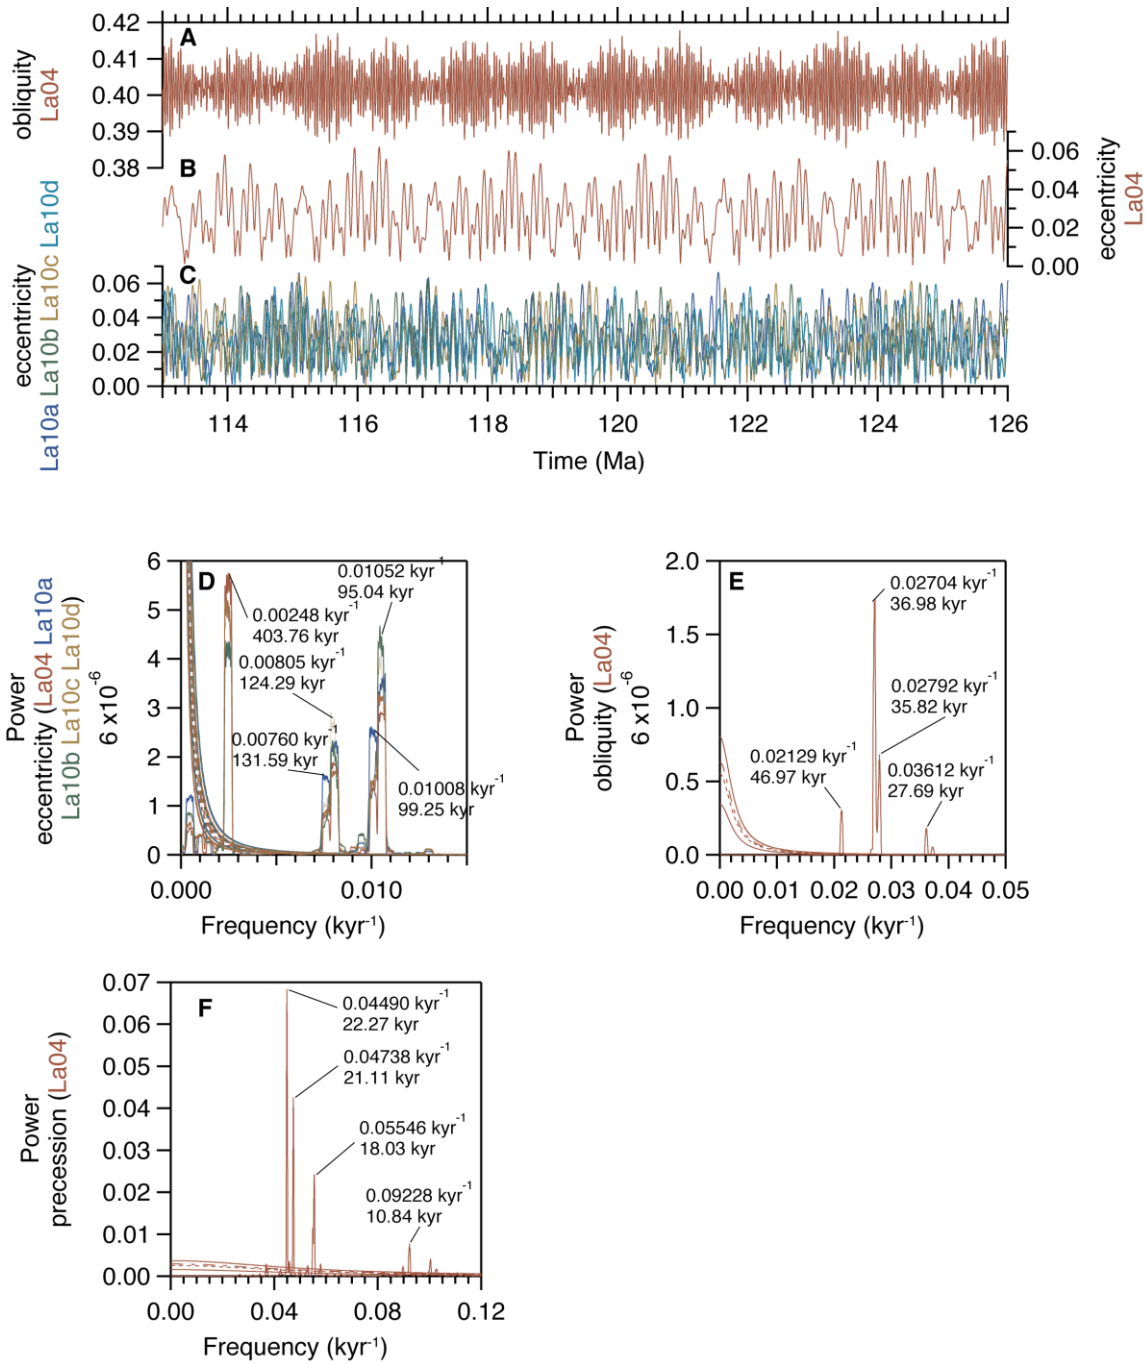 A
0.42
0.41
0.40
0.39
0.38
obliquity
La04
B
0.06
0.04
0.02
0.00
eccentricity
La04
C
0.06
0.04
0.02
0.00
eccentricity
La10a La10b La10c La10d
114 116 118 120 122 124 126
Time (Ma)
D
6
5
4
3
2
1
0
Power
eccentricity (La04 La10a
La10b La10c La10d)
6 x10⁻⁶
0.01052 kyr⁻¹
95.04 kyr
0.00248 kyr⁻¹
403.76 kyr
0.00805 kyr⁻¹
124.29 kyr
0.00760 kyr⁻¹
131.59 kyr
0.01008 kyr⁻¹
99.25 kyr
0.000 0.010
Frequency (kyr⁻¹)
E
2.0
1.5
1.0
0.5
0.0
Power
obliquity (La04)
6 x10⁻⁶
0.02704 kyr⁻¹
36.98 kyr
0.02792 kyr⁻¹
35.82 kyr
0.02129 kyr⁻¹
46.97 kyr
0.03612 kyr⁻¹
27.69 kyr
0.00 0.01 0.02 0.03 0.04 0.05
Frequency (kyr⁻¹)
F
0.07
0.06
0.05
0.04
0.03
0.02
0.01
0.00
Power
precession (La04)
0.04490 kyr⁻¹
22.27 kyr
0.04738 kyr⁻¹
21.11 kyr
0.05546 kyr⁻¹
18.03 kyr
0.09228 kyr⁻¹
10.84 kyr
0.00 0.04 0.08 0.12
Frequency (kyr⁻¹)